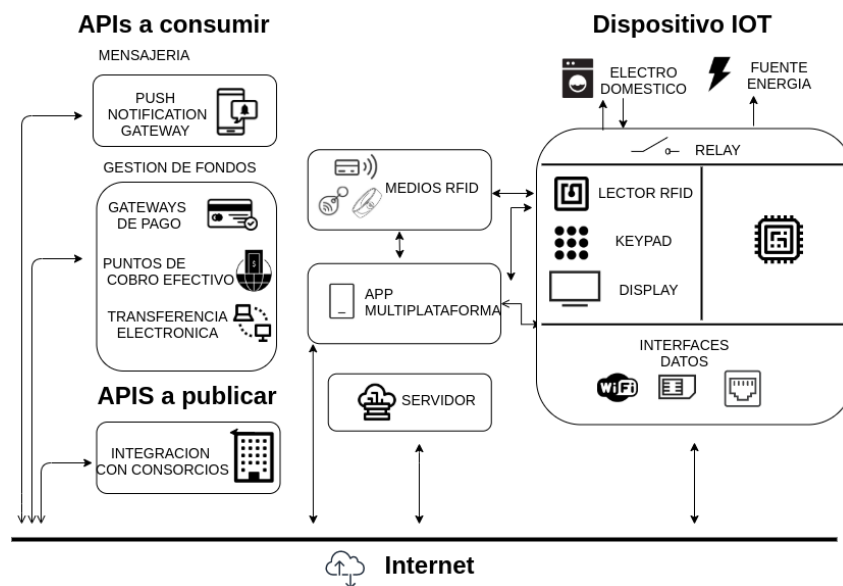 APIs a consumir
MENSAJERIA
PUSH
NOTIFICATION
GATEWAY
GESTION DE FONDOS
GATEWAYS
DE PAGO
PUNTOS DE
COBRO EFECTIVO
TRANSFERENCIA
ELECTRONICA
APIS a publicar
INTEGRACION
CON CONSORCIOS
MEDIOS RFID
APP
MULTIPLATAFORMA
SERVIDOR
Dispositivo IOT
ELECTRO
DOMESTICO
FUENTE
ENERGIA
RELAY
LECTOR RFID
KEYPAD
DISPLAY
INTERFACES
DATOS
WiFi
Internet